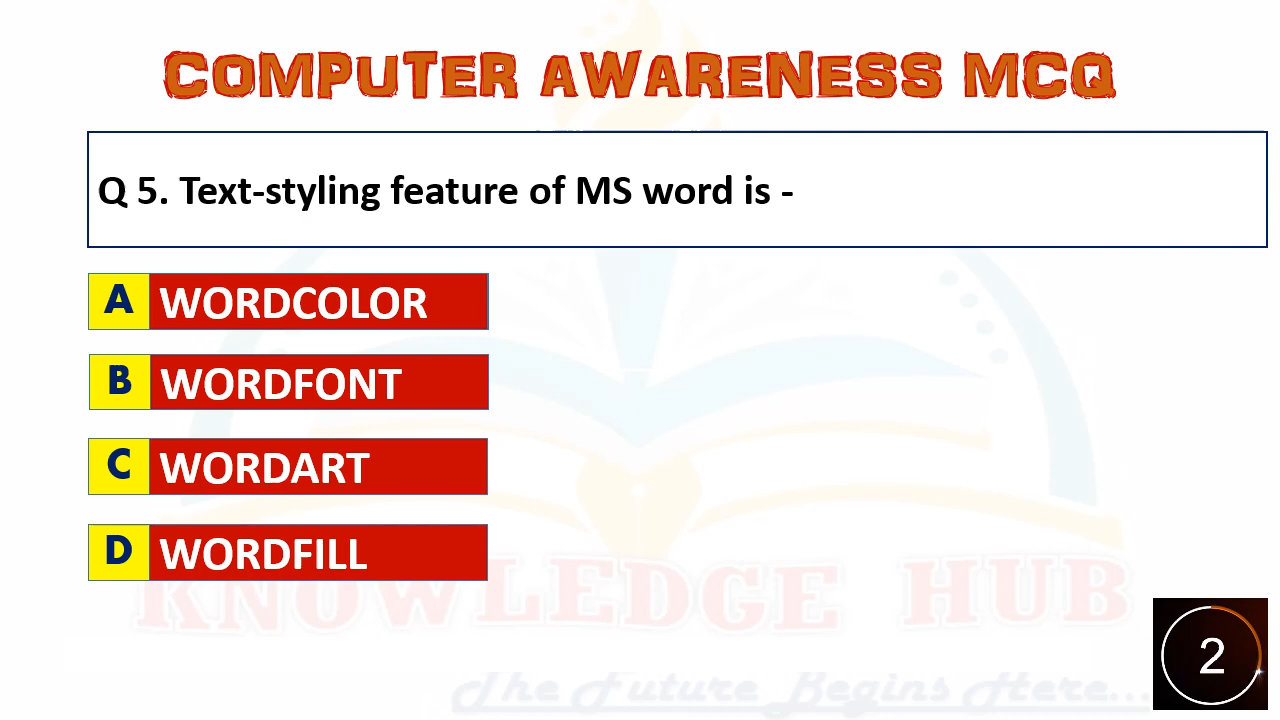 COMPUTER AWARENESS MCQ
Q 5. Text-styling feature of MS word is -
A WORDCOLOR
B WORDFONT
C WORDART
D WORDFILL
KNOWLEDGE HUB
2
The Future Begins Here...